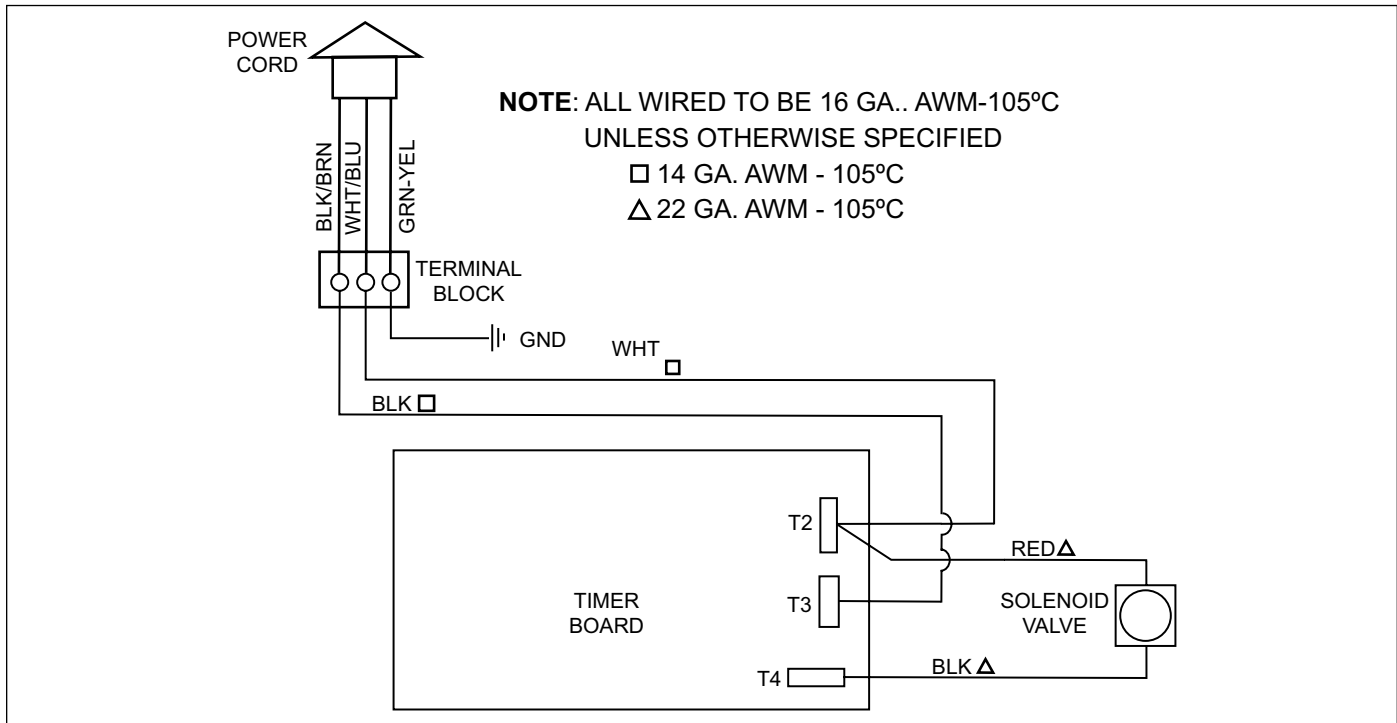 POWER
CORD
NOTE: ALL WIRED TO BE 16 GA.. AWM-105ºC
UNLESS OTHERWISE SPECIFIED
14 GA. AWM - 105ºC
22 GA. AWM - 105ºC
BLK/BRN
WHT/BLU
GRN-YEL
TERMINAL
BLOCK
GND
WHT
BLK
T2
RED
TIMER
BOARD
T3
SOLENOID
VALVE
T4
BLK